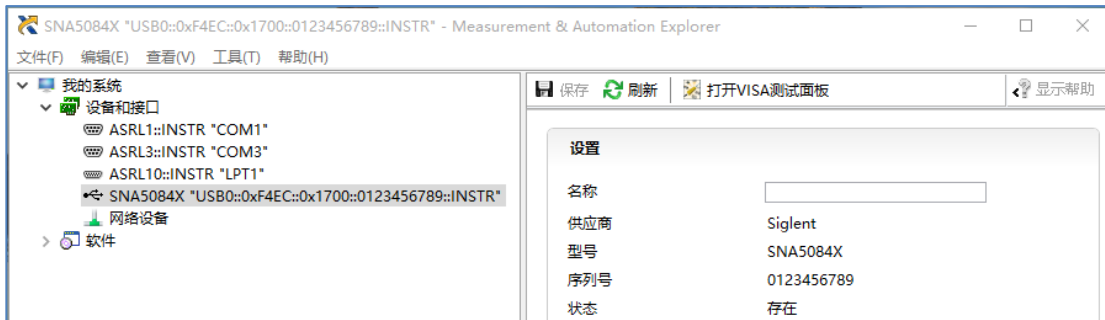 SNA5084X "USB0::0xF4EC::0x1700::0123456789::INSTR" - Measurement & Automation Explorer
文件(F) 编辑(E) 查看(V) 工具(T) 帮助(H)
我的系统
设备和接口
ASRL1::INSTR "COM1"
ASRL3::INSTR "COM3"
ASRL10::INSTR "LPT1"
SNA5084X "USB0::0xF4EC::0x1700::0123456789::INSTR"
网络设备
软件
保存 刷新 打开VISA测试面板 显示帮助
设置
名称
供应商 Siglent
型号 SNA5084X
序列号 0123456789
状态 存在